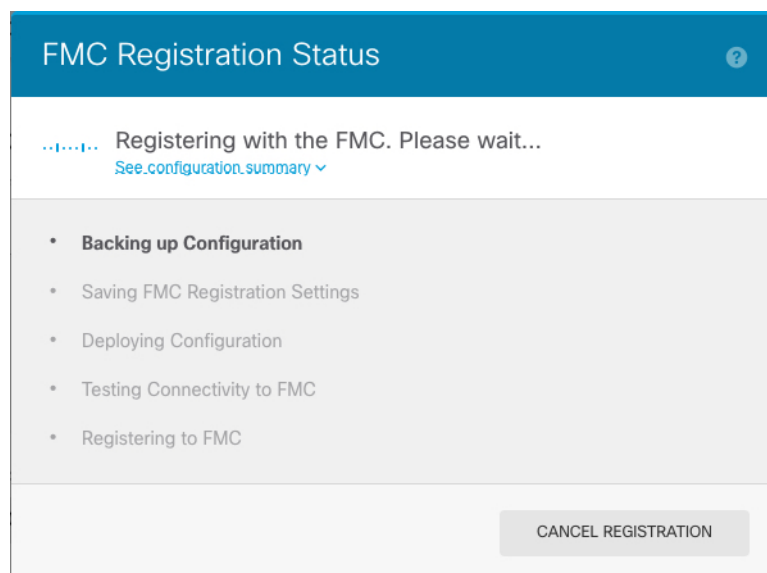 FMC Registration Status
?
Registering with the FMC. Please wait...
See configuration summary
• Backing up Configuration
• Saving FMC Registration Settings
• Deploying Configuration
• Testing Connectivity to FMC
• Registering to FMC
CANCEL REGISTRATION